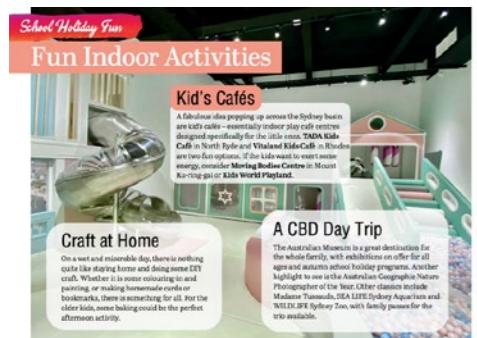 School Holiday Fun
Fun Indoor Activities
Kid's Cafés
A fabulous idea popping up across the Sydney basin
are kid's cafés – essentially indoor play cafe centres
designed specifically for the little ones. TADA Kids
Café in North Ryde and Vitaland Kids Café in Rhodes
are two fun options. If the kids want to exert some
energy, consider Moving Bodies Centre in Mount
Ku-ring-gai or Kids World Playland.
Craft at Home
On a wet and miserable day, there is nothing
quite like staying home and doing some DIY
craft. Whether it is some colouring-in and
painting, or making homemade cards or
bookmarks, there is something for all. For the
older kids, some baking could be the perfect
afternoon activity.
A CBD Day Trip
The Australian Museum is a great destination for
the whole family, with exhibitions on offer for all
ages and autumn school holiday programs. Another
highlight to see is the Australian Geographic Nature
Photographer of the Year. Other classics include
Madame Tussauds, SEA LIFE Sydney Aquarium and
WILDLIFE Sydney Zoo, with family passes for the
trio available.